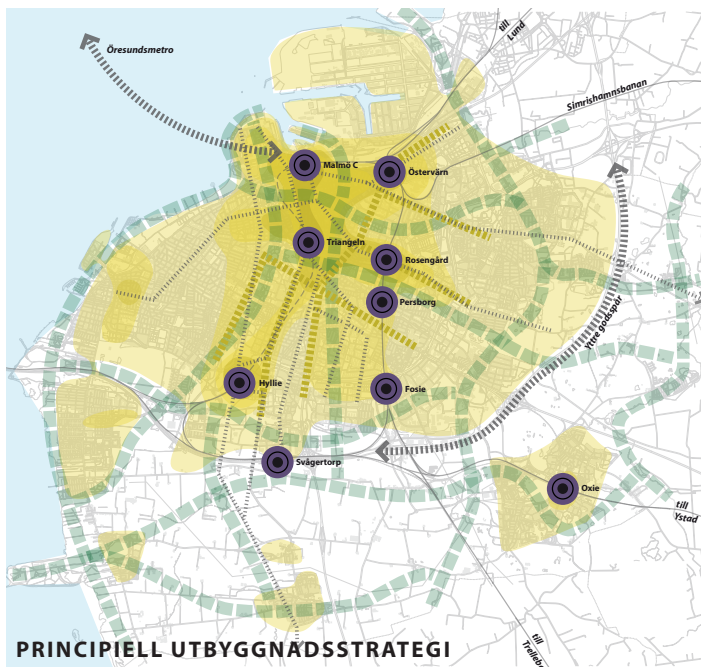 Öresundsmetro
till
Lund
Simrishamnsbanan
Malmö C
Östervärn
Triangeln
Rosengård
Persborg
Yttre godsspår
Hyllie
Fosie
Svågertorp
Oxie
till
Ystad
till
PRINCIPIELL UTBYGGNADSSTRATEGI